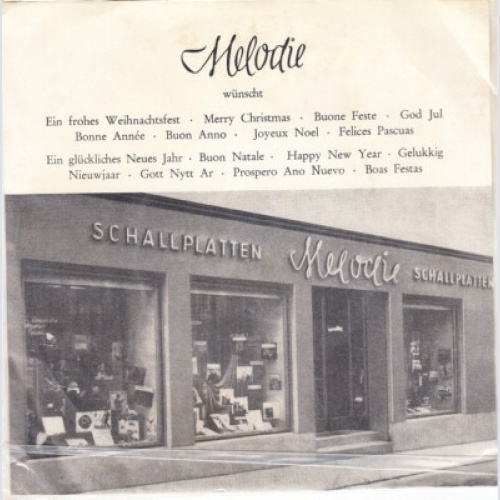 Melodie
wünscht
Ein frohes Weihnachtsfest · Merry Christmas · Buone Feste · God Jul
Bonne Année · Buon Anno · Joyeux Noel · Felices Pascuas
Ein glückliches Neues Jahr · Buon Natale · Happy New Year · Gelukkig
Nieuwjaar · Gott Nytt Ar · Prospero Ano Nuevo · Boas Festas
SCHALLPLATTEN Melodie SCHALLPLATTEN